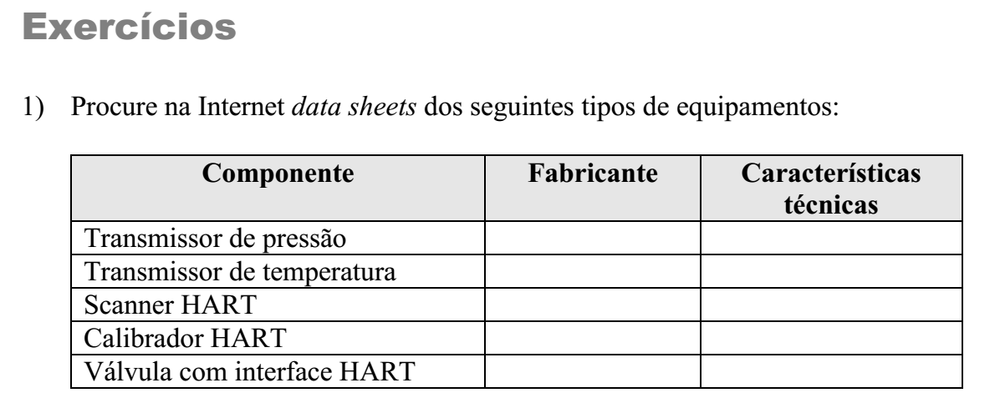 Exercícios
1) Procure na Internet data sheets dos seguintes tipos de equipamentos:
Componente Fabricante Características técnicas
Transmissor de pressão
Transmissor de temperatura
Scanner HART
Calibrador HART
Válvula com interface HART